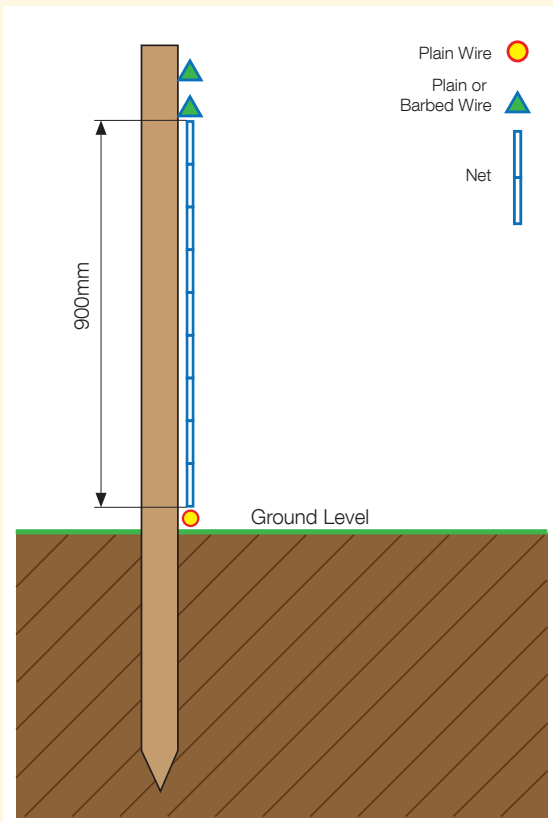 Plain Wire
Plain or
Barbed Wire
Net
900mm
Ground Level